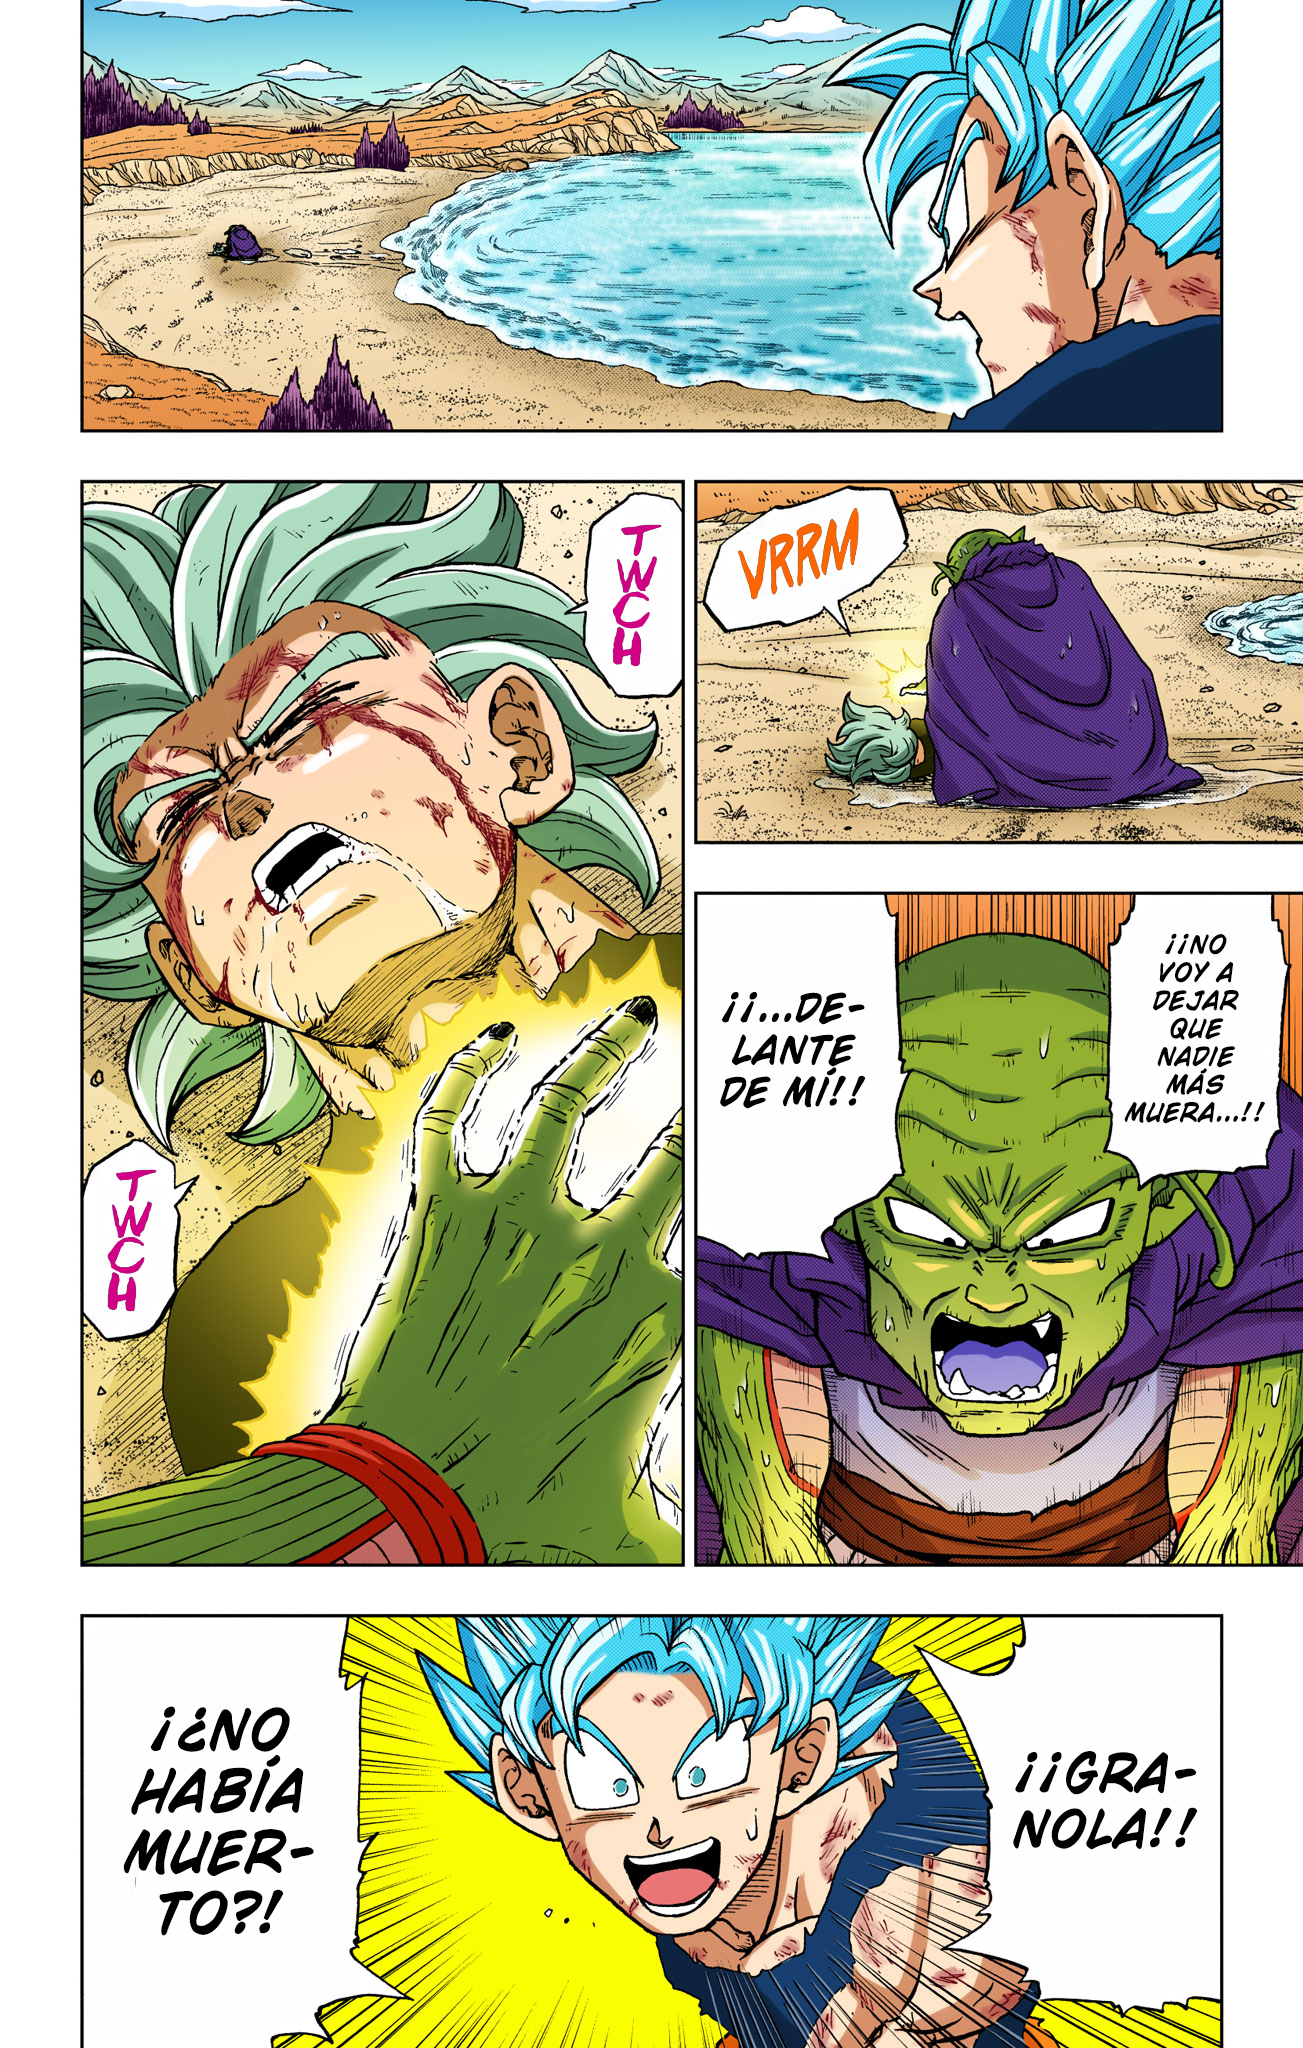 VRRM
TWCH
TWCH
¡¡NO
VOY A
DEJAR
QUE
NADIE
MÁS
MUERA...!!
¡¡...DE-
LANTE
DE MÍ!!
¡¡GRA-
NOLA!!
¡¿NO
HABÍA
MUER-
TO?!